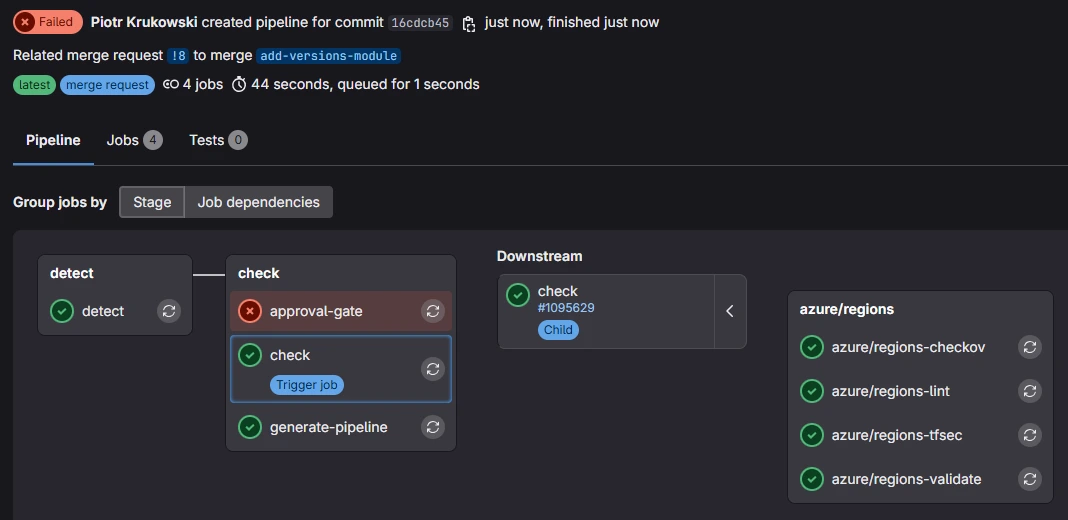 Failed Piotr Krukowski created pipeline for commit 16cdcb45 just now, finished just now
Related merge request !8 to merge add-versions-module
latest merge request 4 jobs 44 seconds, queued for 1 seconds
Pipeline Jobs 4 Tests 0
Group jobs by Stage Job dependencies
detect
detect
check
approval-gate
check
Trigger job
generate-pipeline
Downstream
check
#1095629
Child
azure/regions
azure/regions-checkov
azure/regions-lint
azure/regions-tfsec
azure/regions-validate